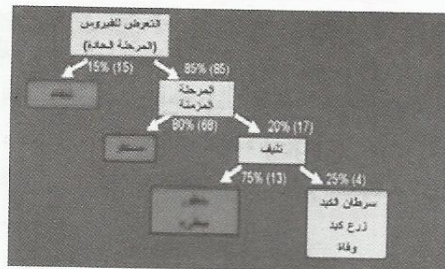 التعرض للفيروس
(المرحلة الحادة)
15% (15)
85% (85)
شفاء
المرحلة
المزمنة
80% (68)
20% (17)
مستقر
تليف
75% (13)
25% (4)
سرطان الكبد
زرع كبد
وفاة